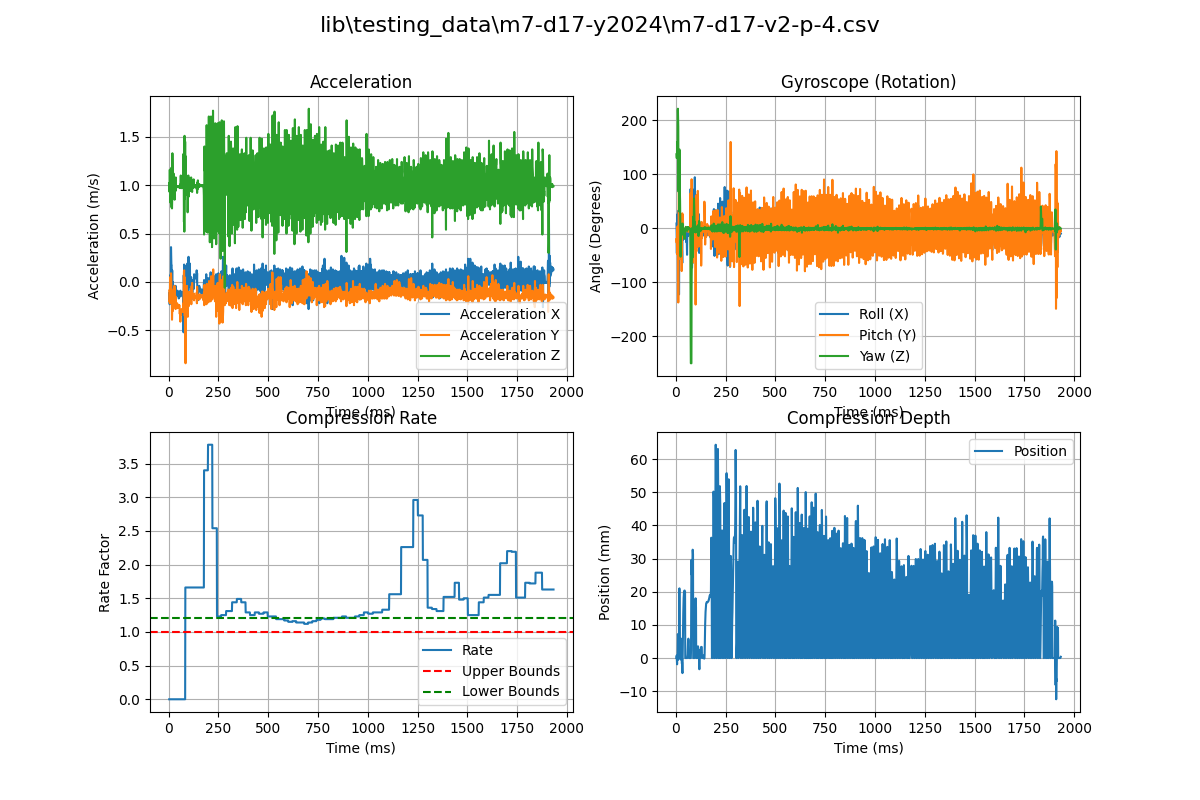 lib\testing_data\m7-d17-y2024\m7-d17-v2-p-4.csv
Acceleration
Acceleration (m/s)
1.5
1.0
0.5
0.0
−0.5
Acceleration X
Acceleration Y
Acceleration Z
0 250 500 750 1000 1250 1500 1750 2000
Time (ms)
Gyroscope (Rotation)
Angle (Degrees)
200
100
0
−100
−200
Roll (X)
Pitch (Y)
Yaw (Z)
0 250 500 750 1000 1250 1500 1750 2000
Time (ms)
Compression Rate
Rate Factor
3.5
3.0
2.5
2.0
1.5
1.0
0.5
0.0
Rate
Upper Bounds
Lower Bounds
0 250 500 750 1000 1250 1500 1750 2000
Time (ms)
Compression Depth
Position (mm)
60
50
40
30
20
10
0
−10
Position
0 250 500 750 1000 1250 1500 1750 2000
Time (ms)